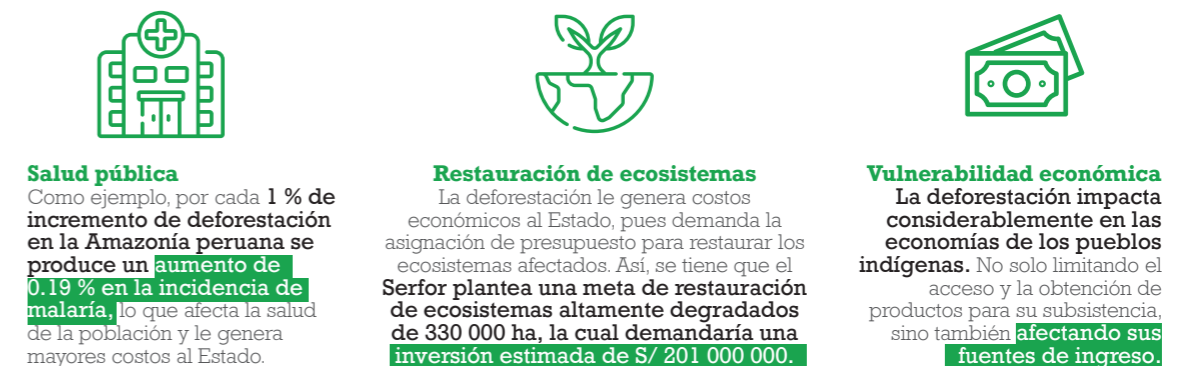 Salud pública
Como ejemplo, por cada 1 % de
incremento de deforestación
en la Amazonía peruana se
produce un aumento de
0.19 % en la incidencia de
malaría, lo que afecta la salud
de la población y le genera
mayores costos al Estado.
Restauración de ecosistemas
La deforestación le genera costos
económicos al Estado, pues demanda la
asignación de presupuesto para restaurar los
ecosistemas afectados. Así, se tiene que el
Serfor plantea una meta de restauración
de ecosistemas altamente degradados
de 330 000 ha, la cual demandaría una
inversión estimada de S/ 201 000 000.
Vulnerabilidad económica
La deforestación impacta
considerablemente en las
economías de los pueblos
indígenas. No solo limitando el
acceso y la obtención de
productos para su subsistencia,
sino también afectando sus
fuentes de ingreso.